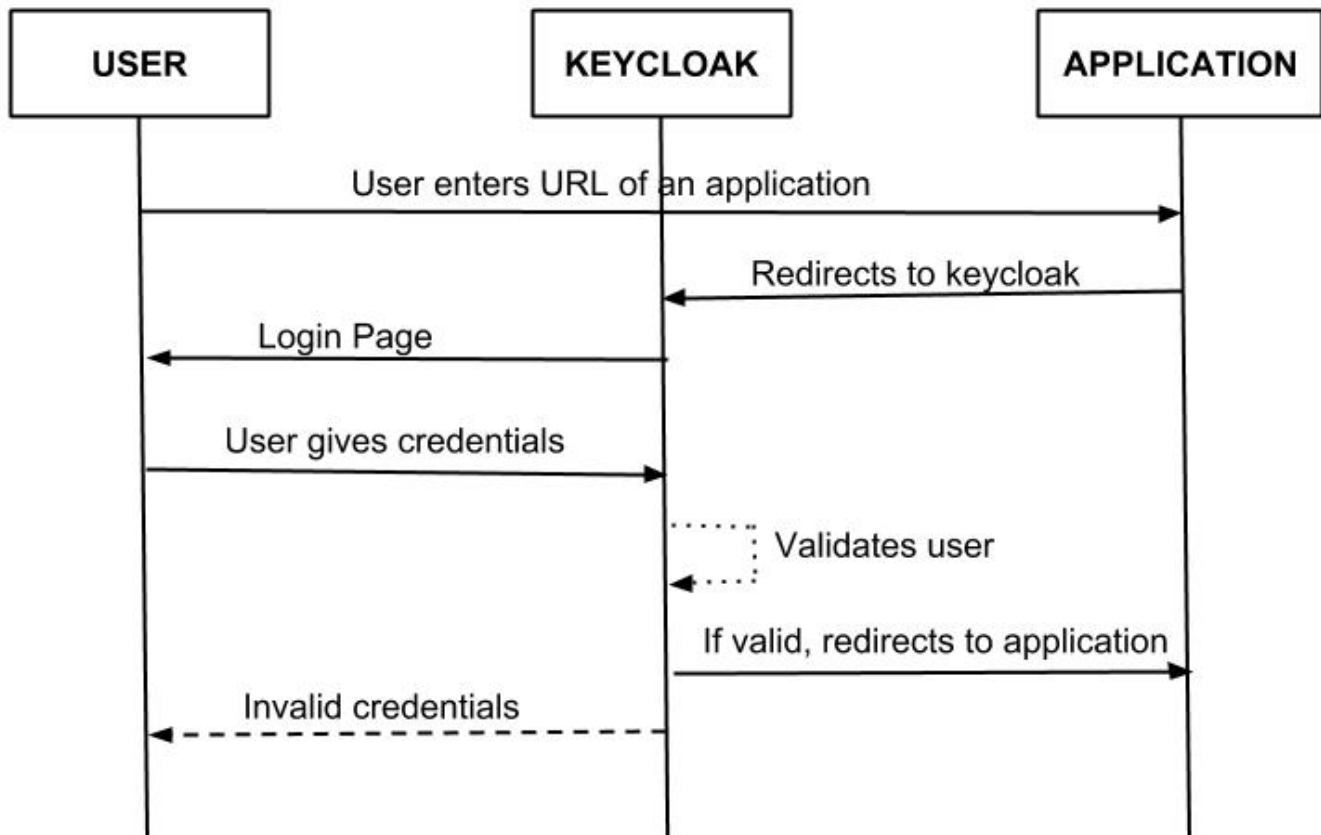 USER
KEYCLOAK
APPLICATION
User enters URL of an application
Redirects to keycloak
Login Page
User gives credentials
Validates user
If valid, redirects to application
Invalid credentials